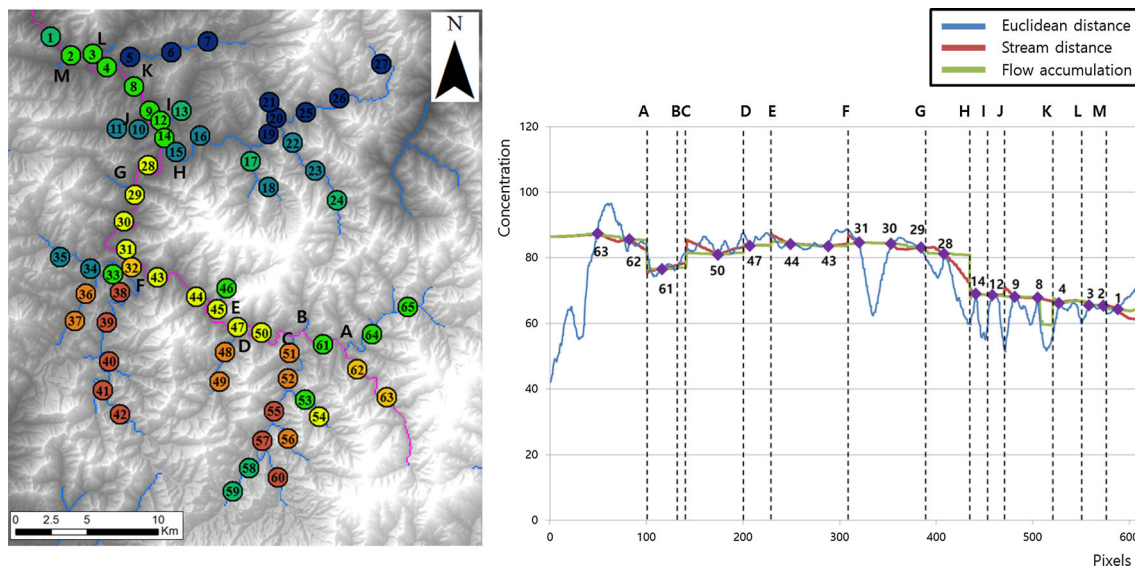 N
1 2 3 4 5 6 7 27
L M K
8
9 12 13 I J
11 10 14 15 16 H
21 20 19 25 26 22
17 18 23 24
28 G
29
30
31
35 34 33 32 F 43
36 38 37 39
44 46 45 E 47 50 B C A 65
D 48 51 61 64
49 52 62 63
40 41 42
53 54 55 56
57 58 59 60
0 2.5 5 10
Km
Euclidean distance
Stream distance
Flow accumulation
A B C D E F G H I J K L M
Concentration
120
100
80
60
40
20
0
63 62 61 50 47 44 43 31 30 29 28 14 12 9 8 4 3 2 1
0 100 200 300 400 500 600
Pixels